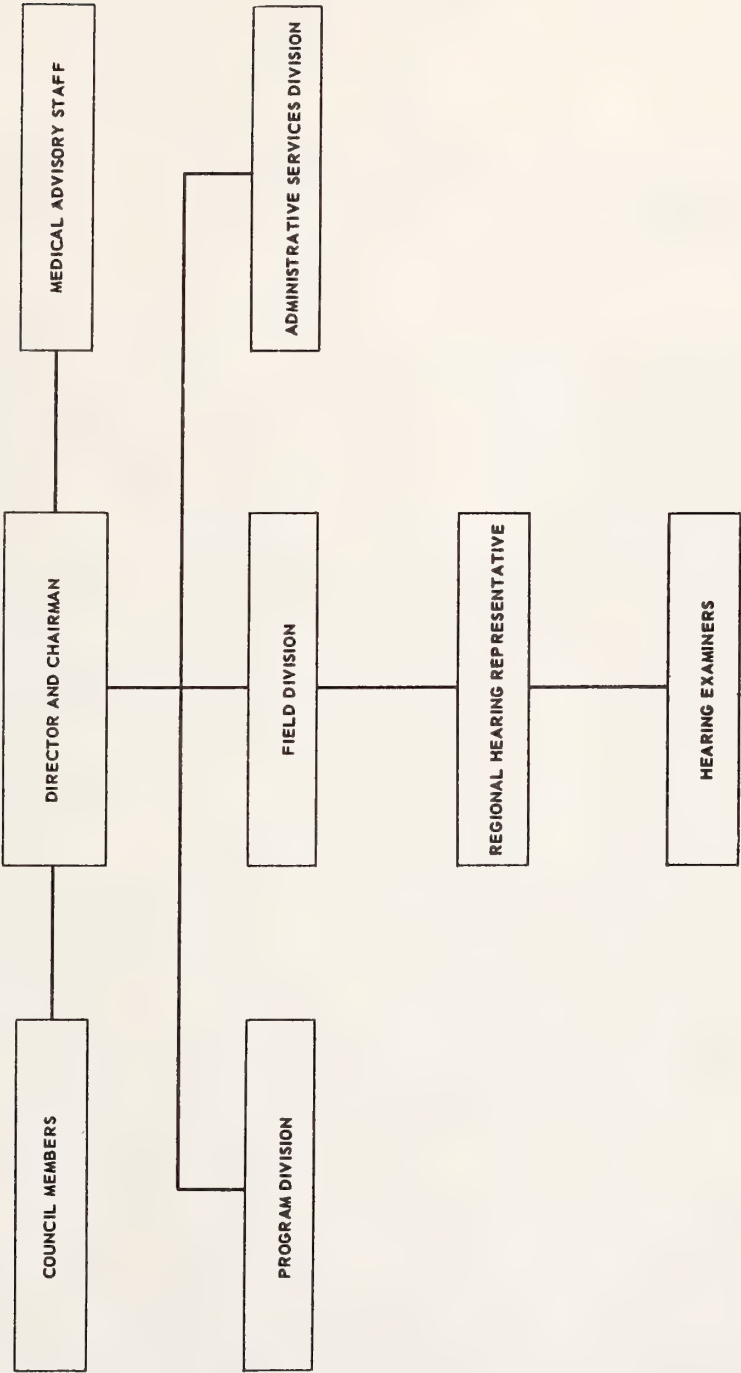 COUNCIL MEMBERS
DIRECTOR AND CHAIRMAN
MEDICAL ADVISORY STAFF
PROGRAM DIVISION
FIELD DIVISION
ADMINISTRATIVE SERVICES DIVISION
REGIONAL HEARING REPRESENTATIVE
HEARING EXAMINERS